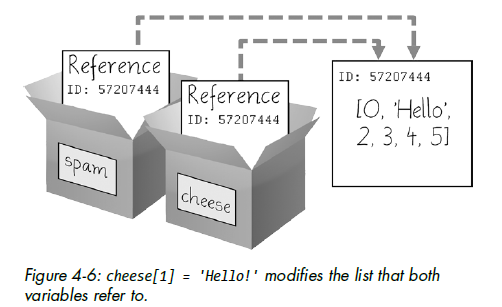 Reference
ID: 57207444
spam
Reference
ID: 57207444
cheese
ID: 57207444
[0, 'Hello',
2, 3, 4, 5]
Figure 4-6: cheese[1] = 'Hello!' modifies the list that both
variables refer to.